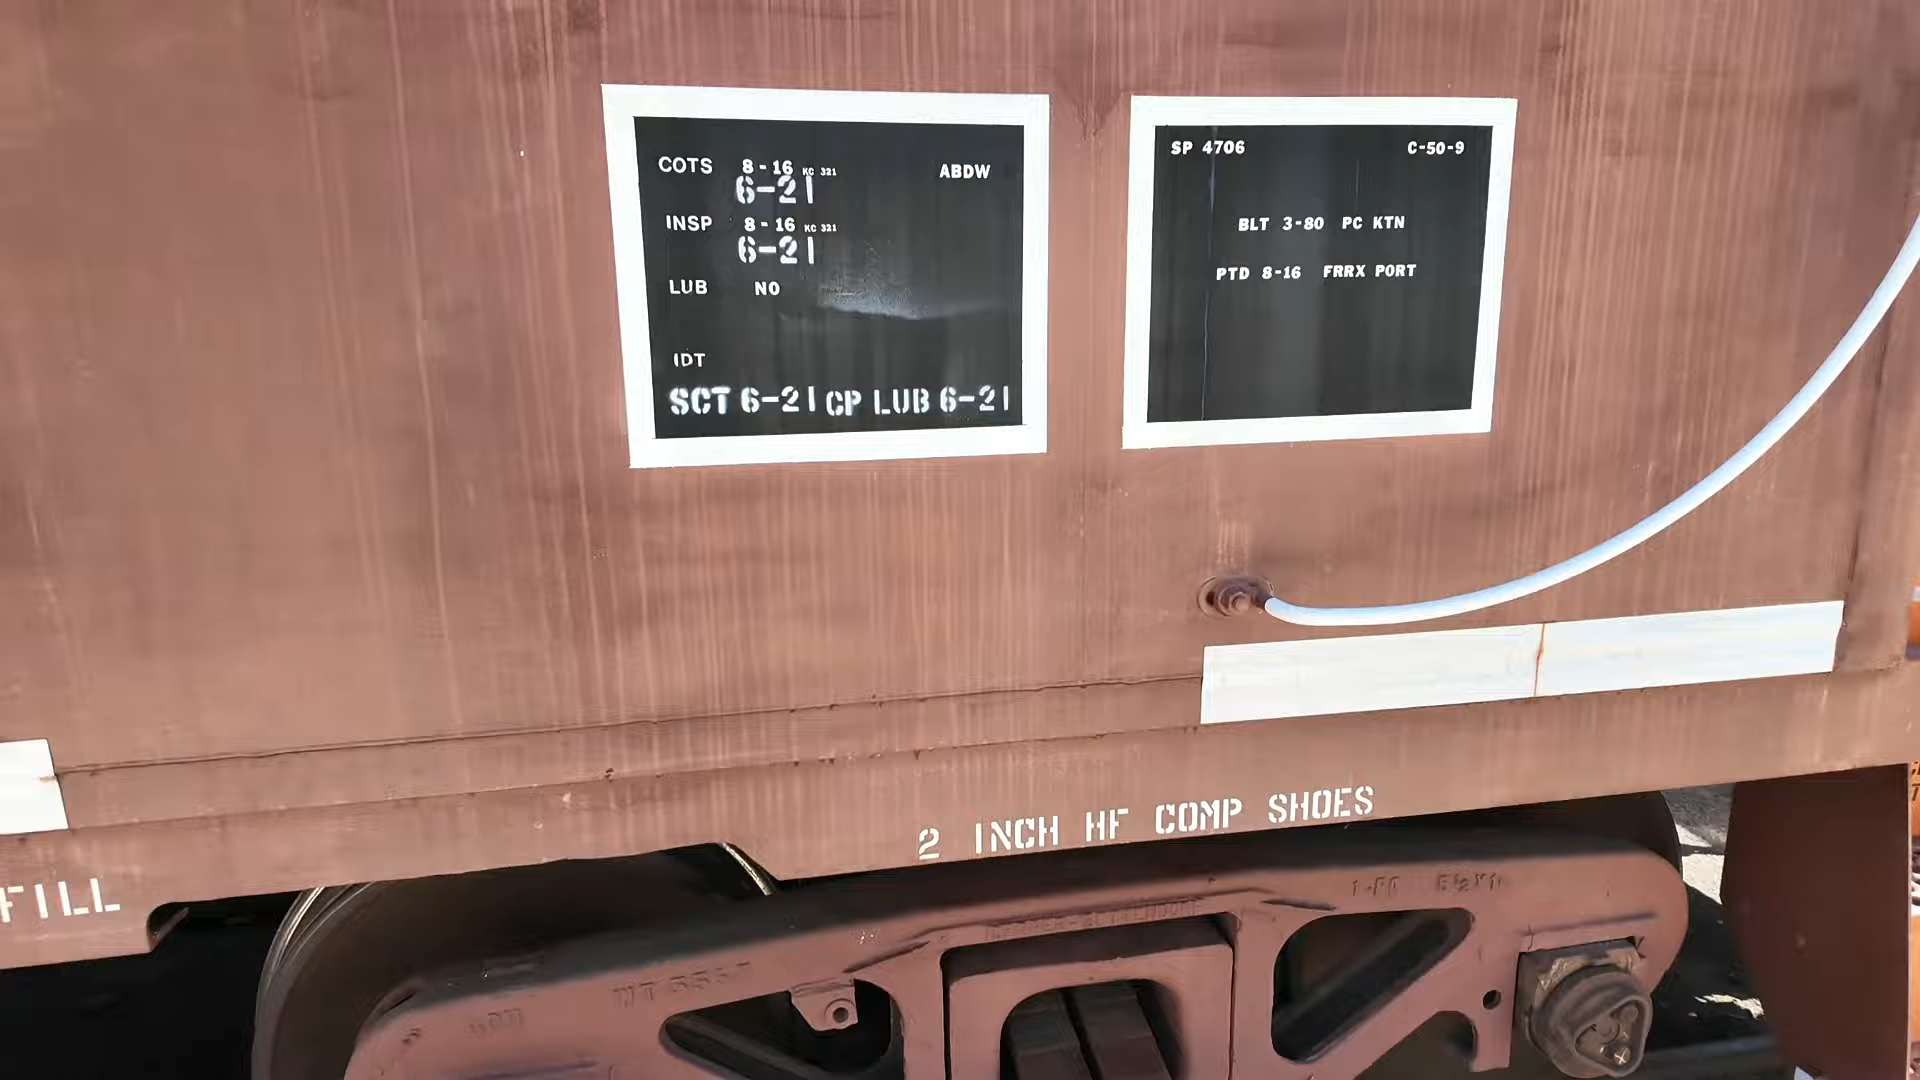 COTS 8-16 KC 321 ABDW
6-21
INSP 8-16 KC 321
6-21
LUB NO
IDT
SCT 6-21 CP LUB 6-21
SP 4706 C-50-9
BLT 3-80 PC KTN
PTD 8-16 FRRX PORT
2 INCH HF COMP SHOES
FILL